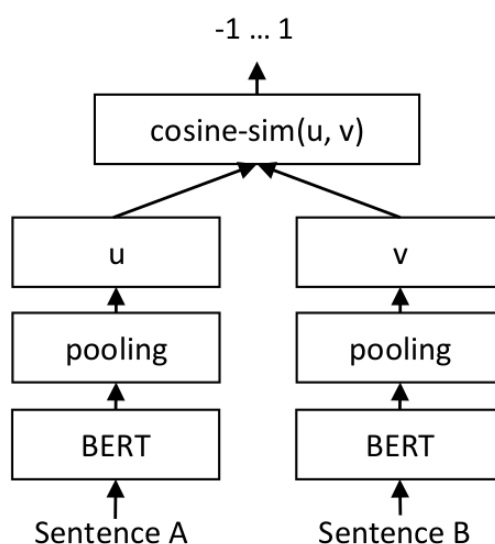 -1 … 1
cosine-sim(u, v)
u
v
pooling
pooling
BERT
BERT
Sentence A
Sentence B